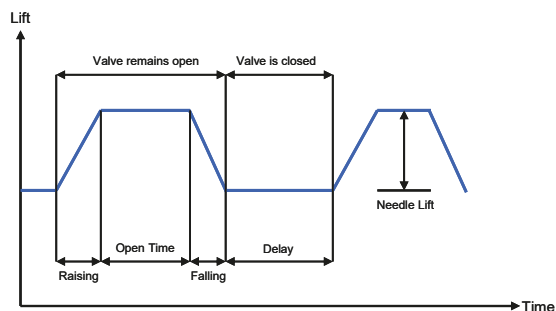 Lift
Valve remains open
Valve is closed
Needle Lift
Open Time
Delay
Raising
Falling
Time